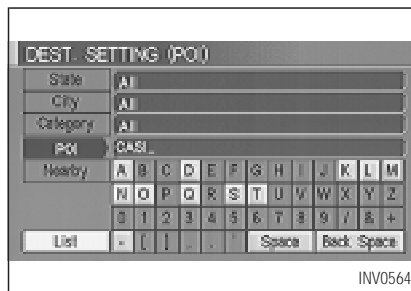 DEST. SETTING (POI)
State All
City All
Category All
POI CASI_
Nearby A B C D E F G H I J K L M
N O P Q R S T U V W X Y Z
0 1 2 3 4 5 6 7 8 9 / & +
List - [ ] Space Back Space
INV0564